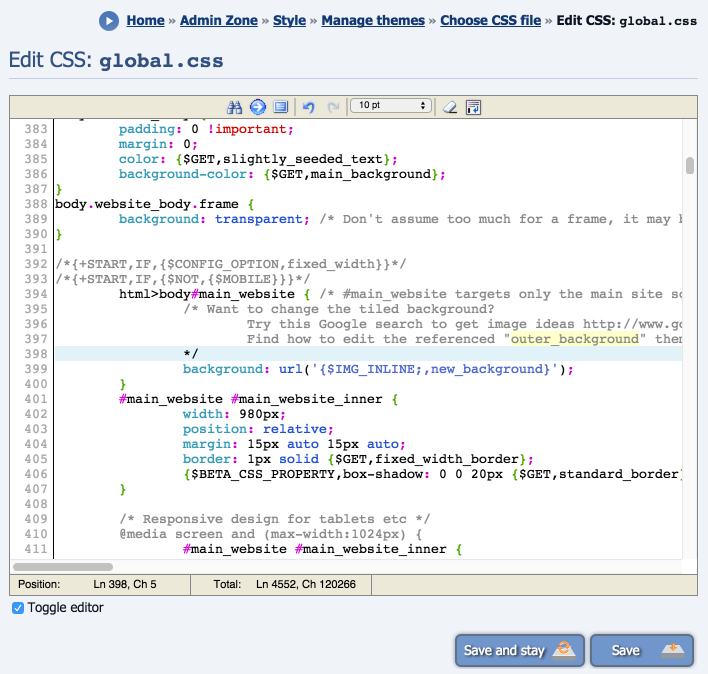 Home » Admin Zone » Style » Manage themes » Choose CSS file » Edit CSS: global.css
Edit CSS: global.css
10 pt
383 padding: 0 !important;
384 margin: 0;
385 color: {$GET,slightly_seeded_text};
386 background-color: {$GET,main_background};
387 }
388 body.website_body.frame {
389 background: transparent; /* Don't assume too much for a frame, it may
390 }
391
392 /*{+START,IF,{$CONFIG_OPTION,fixed_width}}*/
393 /*{+START,IF,{$NOT,{$MOBILE}}}*/
394 html>body#main_website { /* #main_website targets only the main site
395 /* Want to change the tiled background?
396 Try this Google search to get image ideas http://www.go
397 Find how to edit the referenced "outer_background" then
398 */
399 background: url('{$IMG_INLINE;,new_background}');
400 }
401 #main_website #main_website_inner {
402 width: 980px;
403 position: relative;
404 margin: 15px auto 15px auto;
405 border: 1px solid {$GET,fixed_width_border};
406 {$BETA_CSS_PROPERTY,box-shadow: 0 0 20px {$GET,standard_border}
407 }
408
409 /* Responsive design for tablets etc */
410 @media screen and (max-width:1024px) {
411 #main_website #main_website_inner {
Position: Ln 398, Ch 5 Total: Ln 4552, Ch 120266
Toggle editor
Save and stay Save